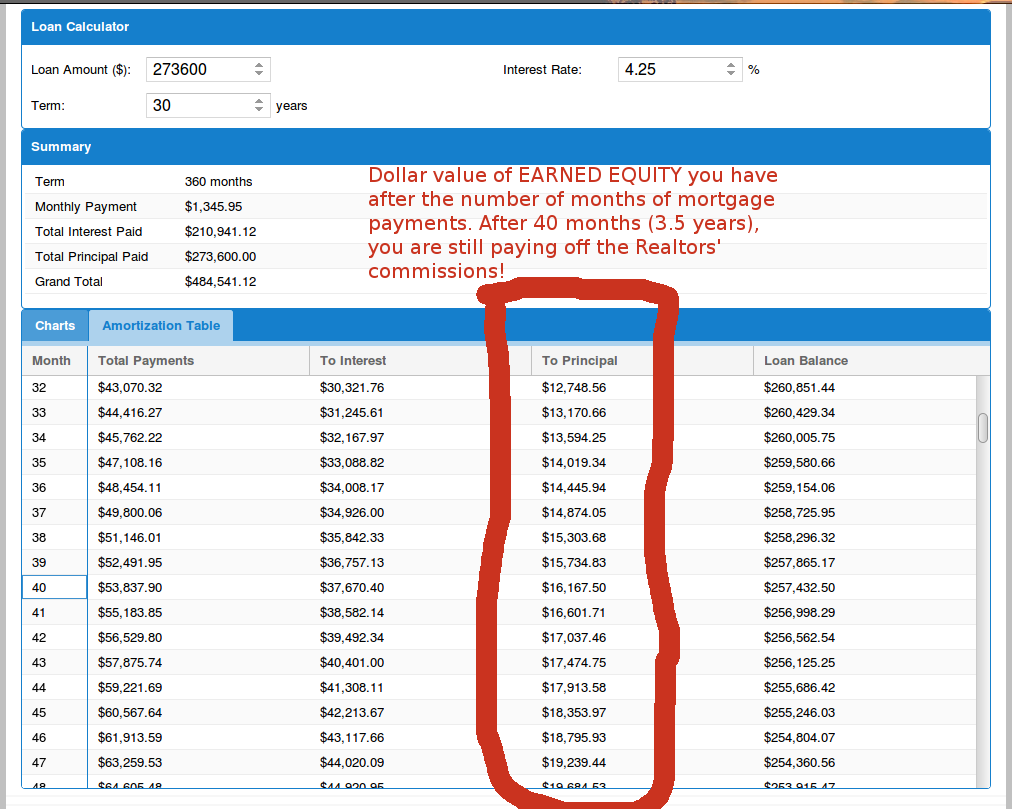 Loan Calculator
Loan Amount ($): 273600 Interest Rate: 4.25 %
Term: 30 years
Summary
Term 360 months
Monthly Payment $1,345.95
Total Interest Paid $210,941.12
Total Principal Paid $273,600.00
Grand Total $484,541.12
Dollar value of EARNED EQUITY you have
after the number of months of mortgage
payments. After 40 months (3.5 years),
you are still paying off the Realtors'
commissions!
Charts Amortization Table
Month Total Payments To Interest To Principal Loan Balance
32 $43,070.32 $30,321.76 $12,748.56 $260,851.44
33 $44,416.27 $31,245.61 $13,170.66 $260,429.34
34 $45,762.22 $32,167.97 $13,594.25 $260,005.75
35 $47,108.16 $33,088.82 $14,019.34 $259,580.66
36 $48,454.11 $34,008.17 $14,445.94 $259,154.06
37 $49,800.06 $34,926.00 $14,874.05 $258,725.95
38 $51,146.01 $35,842.33 $15,303.68 $258,296.32
39 $52,491.95 $36,757.13 $15,734.83 $257,865.17
40 $53,837.90 $37,670.40 $16,167.50 $257,432.50
41 $55,183.85 $38,582.14 $16,601.71 $256,998.29
42 $56,529.80 $39,492.34 $17,037.46 $256,562.54
43 $57,875.74 $40,401.00 $17,474.75 $256,125.25
44 $59,221.69 $41,308.11 $17,913.58 $255,686.42
45 $60,567.64 $42,213.67 $18,353.97 $255,246.03
46 $61,913.59 $43,117.66 $18,795.93 $254,804.07
47 $63,259.53 $44,020.09 $19,239.44 $254,360.56
48 $64,605.48 $44,920.95 $19,684.53 $253,915.47